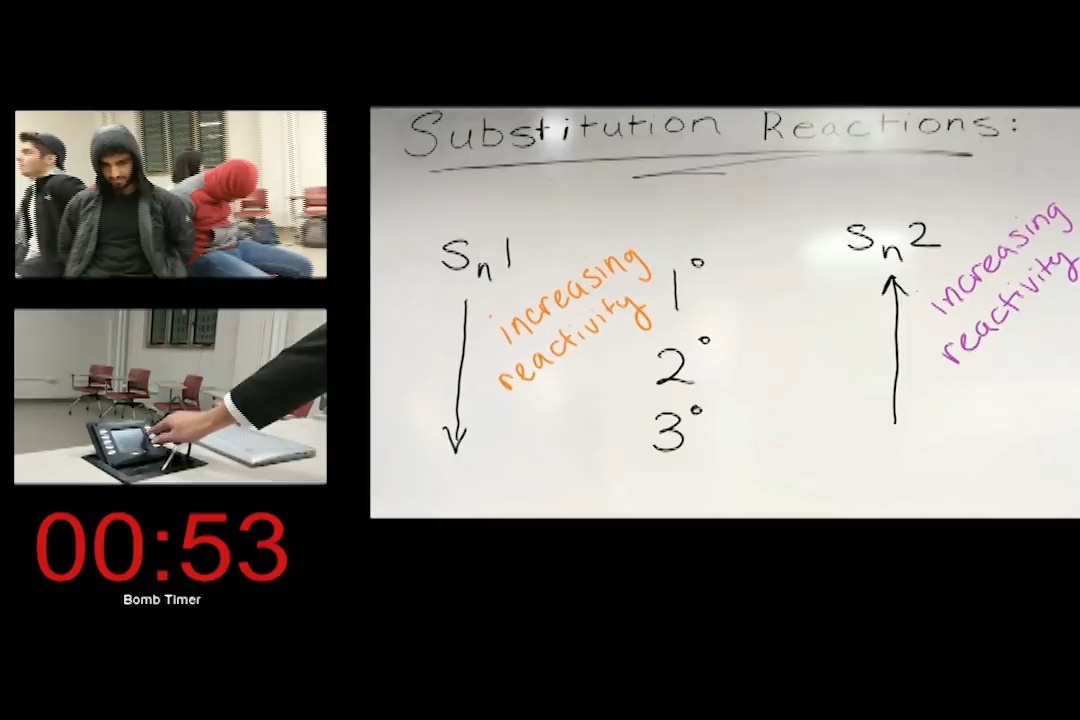 Substitution Reactions:
Sn1
increasing
reactivity
1°
2°
3°
Sn2
increasing
reactivity
00:53
Bomb Timer